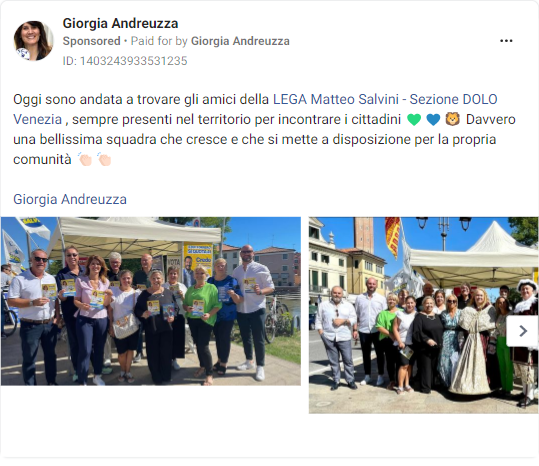 Giorgia Andreuzza
Sponsored • Paid for by Giorgia Andreuzza
ID: 1403243933531235
Oggi sono andata a trovare gli amici della LEGA Matteo Salvini - Sezione DOLO
Venezia , sempre presenti nel territorio per incontrare i cittadini 💚 💙 🦁 Davvero
una bellissima squadra che cresce e che si mette a disposizione per la propria
comunità 👏🏻 👏🏻
Giorgia Andreuzza
VOTA
Credo